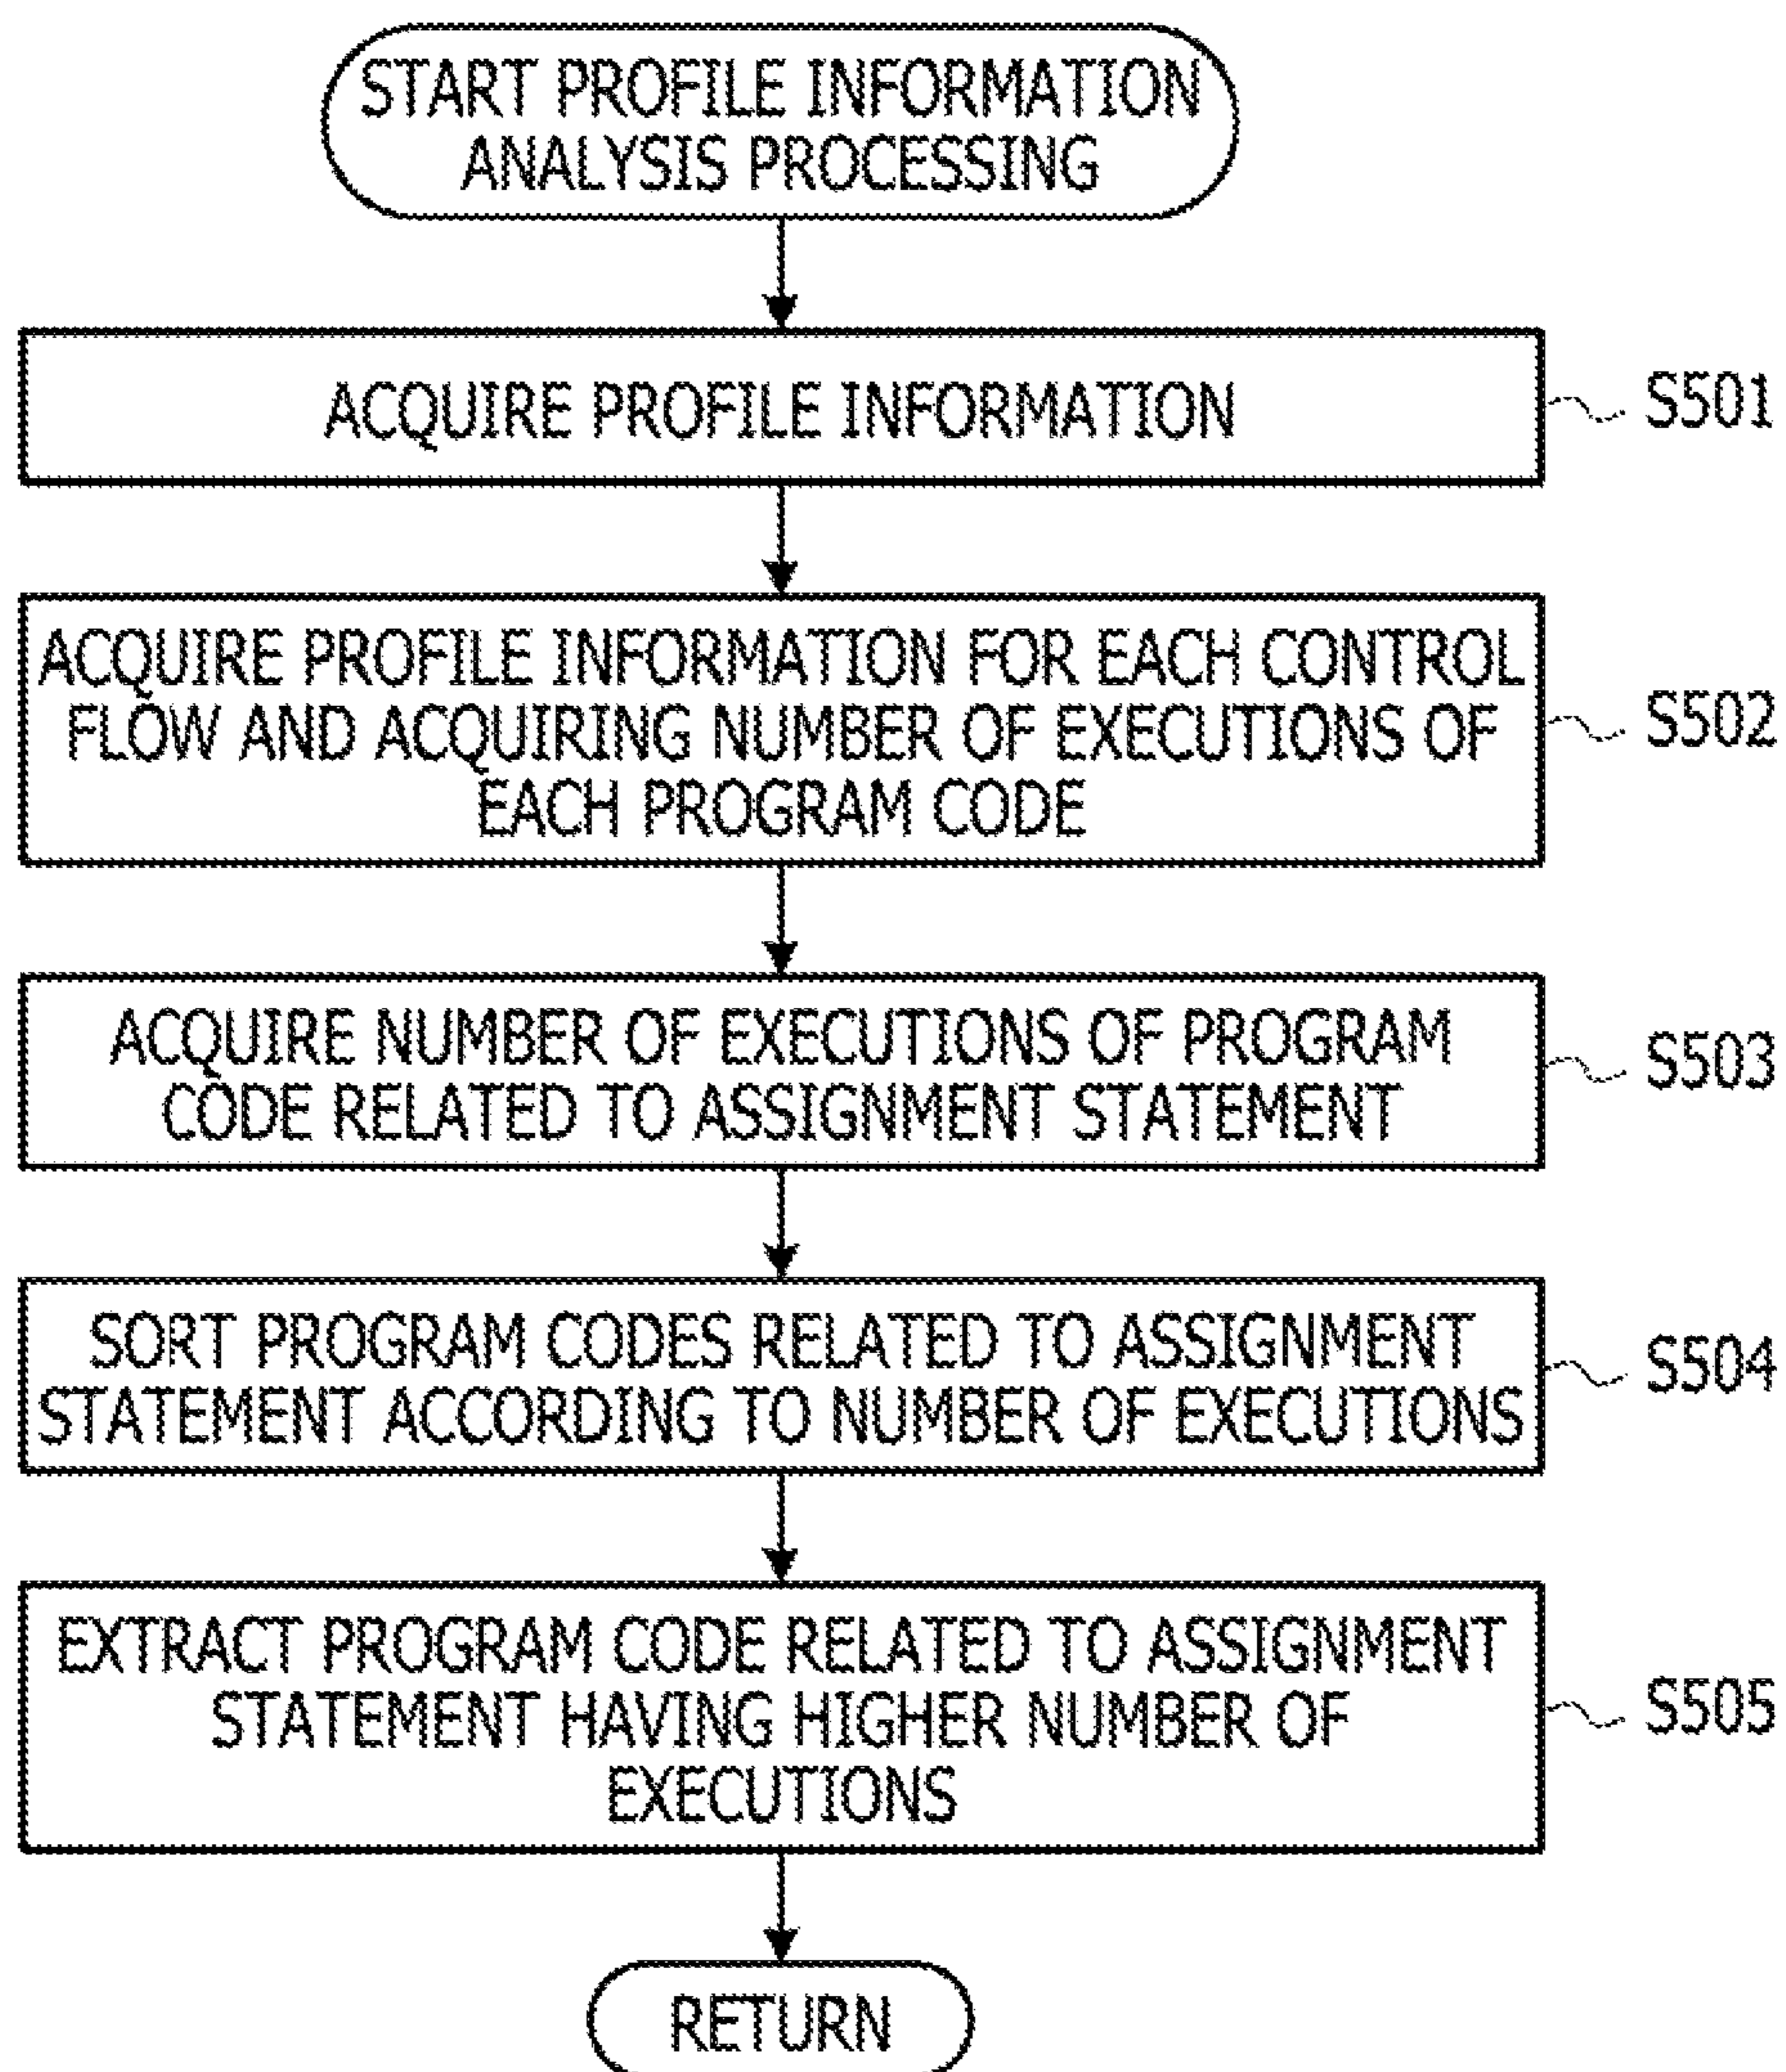 START PROFILE INFORMATION
ANALYSIS PROCESSING
ACQUIRE PROFILE INFORMATION
S501
ACQUIRE PROFILE INFORMATION FOR EACH CONTROL
FLOW AND ACQUIRING NUMBER OF EXECUTIONS OF
EACH PROGRAM CODE
S502
ACQUIRE NUMBER OF EXECUTIONS OF PROGRAM
CODE RELATED TO ASSIGNMENT STATEMENT
S503
SORT PROGRAM CODES RELATED TO ASSIGNMENT
STATEMENT ACCORDING TO NUMBER OF EXECUTIONS
S504
EXTRACT PROGRAM CODE RELATED TO ASSIGNMENT
STATEMENT HAVING HIGHER NUMBER OF
EXECUTIONS
S505
RETURN